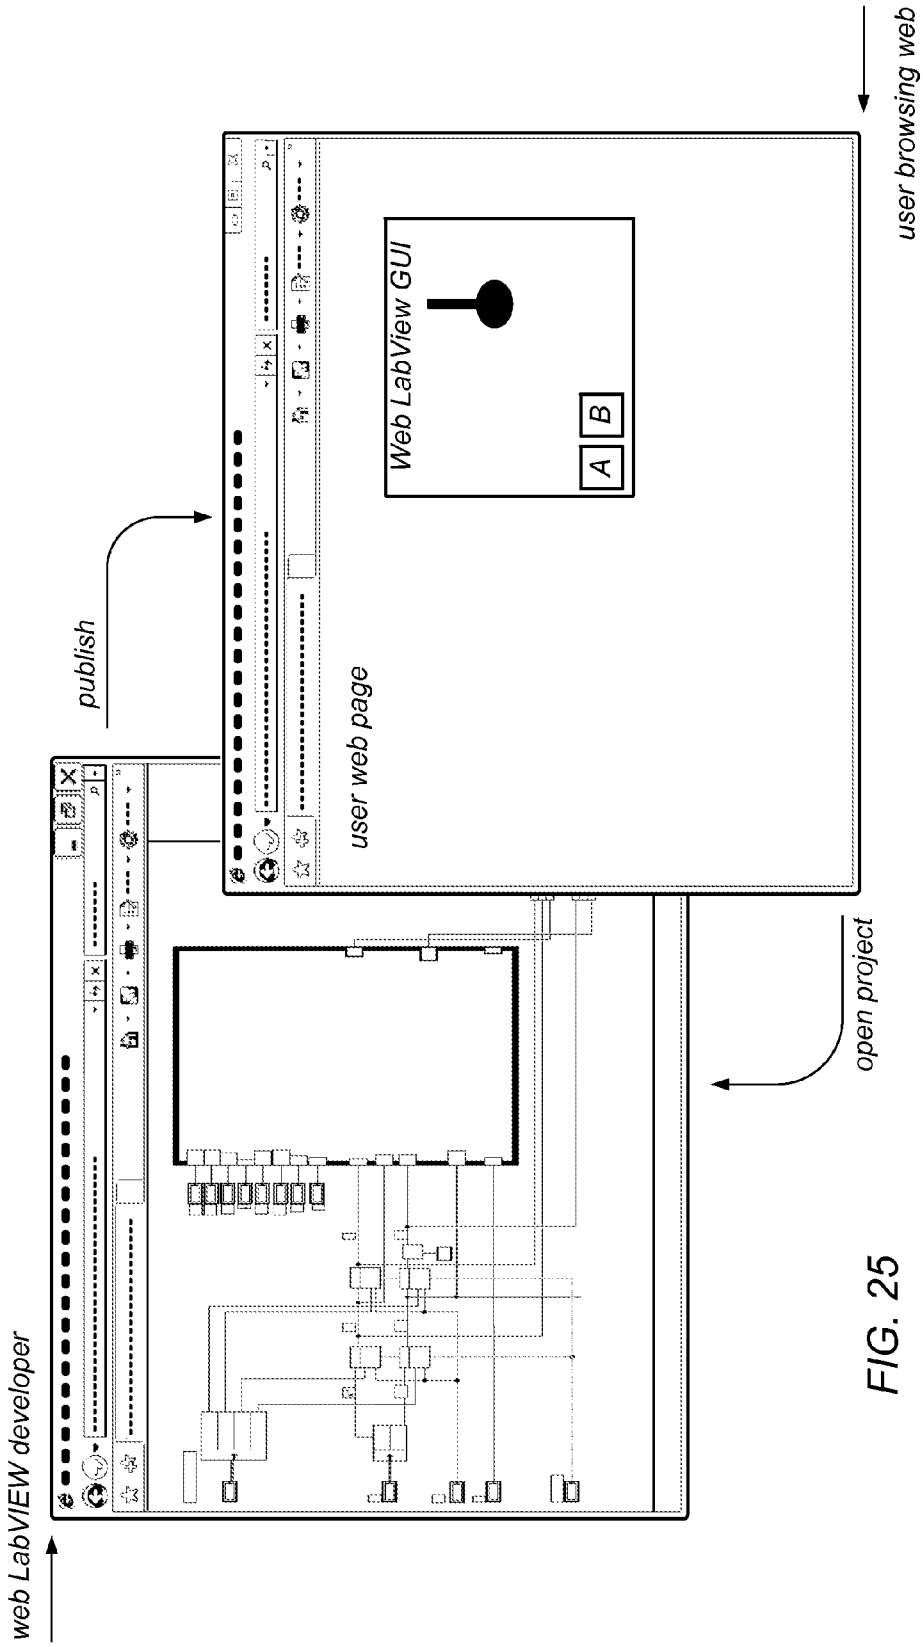 web LabVIEW developer
publish
user web page
Web LabView GUI
A
B
open project
user browsing web
FIG. 25